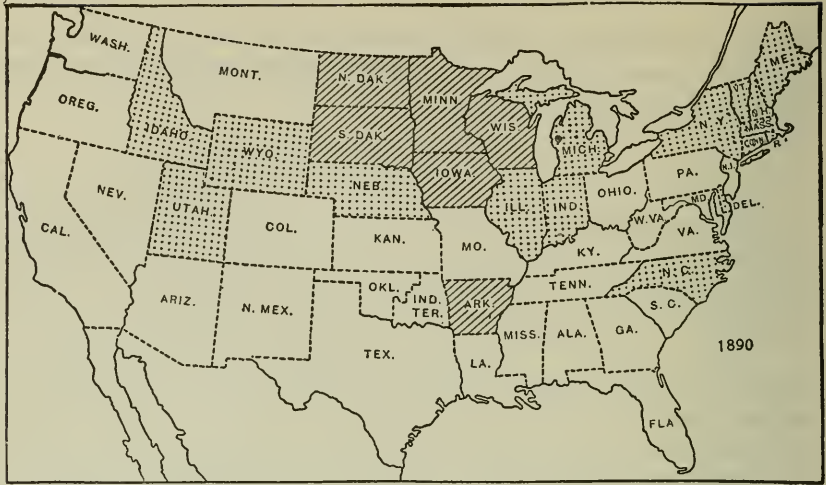 WASH.
MONT.
N. DAK.
MINN.
ME.
VT.
N.H.
OREG.
IDAHO
WYO.
S. DAK.
WIS.
MICH.
N.Y.
MASS.
CON.
R.I.
NEV.
UTAH.
NEB.
IOWA.
ILL.
IND.
OHIO.
PA.
N.J.
MD.
DEL.
W.VA.
VA.
CAL.
COL.
KAN.
MO.
KY.
N.C.
TENN.
ARIZ.
N. MEX.
OKL.
IND.
TER.
ARK.
S. C.
MISS.
ALA.
GA.
1890
TEX.
LA.
FLA